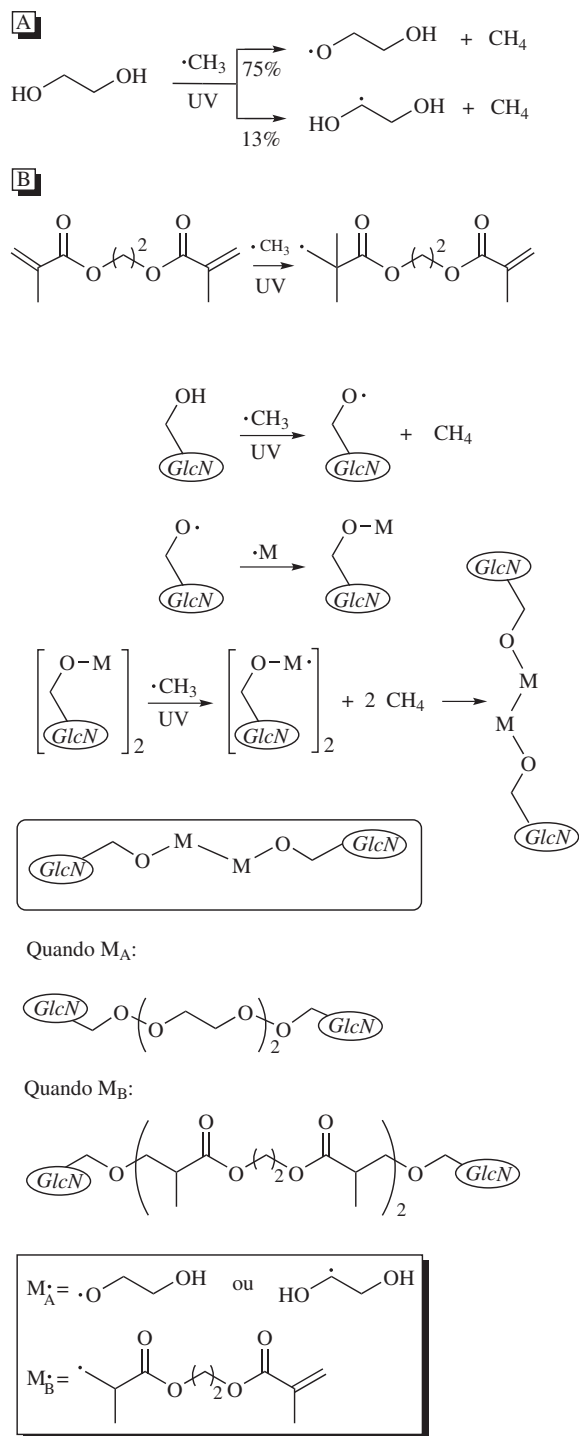 A
HO OH ·CH3 UV 75% ·O OH + CH4
13% HO · OH + CH4
B
O O ( )2 O O · CH3 · UV O O ( )2 O O
OH GlcN ·CH3 UV O · GlcN + CH4
O · GlcN ·M O–M GlcN
[ O–M GlcN ]2 ·CH3 UV [ O–M · GlcN ]2 + 2 CH4 GlcN O M M O GlcN
GlcN O M M O GlcN
Quando MA:
GlcN O ( O O )2 O GlcN
Quando MB:
GlcN O ( O O ( )2 O O )2 O GlcN
M·A = ·O OH ou HO · OH
M·B = · O O ( )2 O O